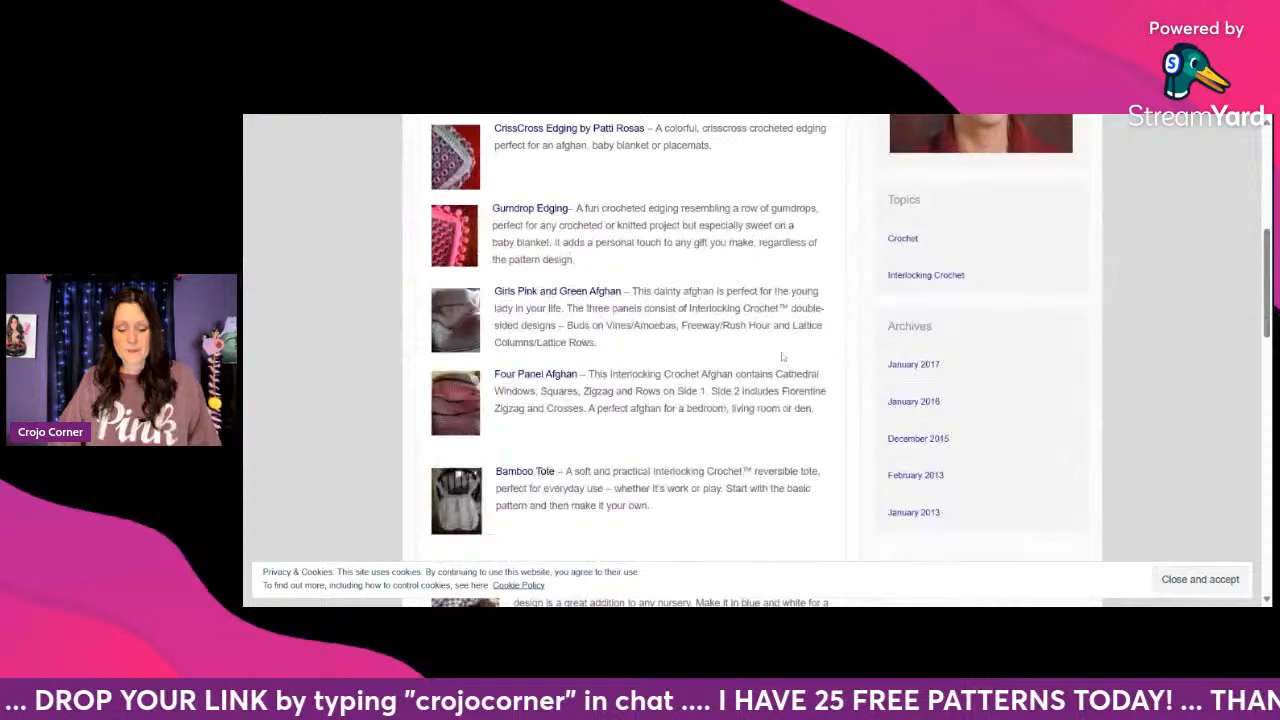 Powered by
StreamYard
CrissCross Edging by Patti Rosas – A colorful, crisscross crocheted edging
perfect for an afghan, baby blanket or placemats.
Gumdrop Edging– A fun crocheted edging resembling a row of gumdrops,
perfect for any crocheted or knitted project but especially sweet on a
baby blanket. It adds a personal touch to any gift you make, regardless of
the pattern design.
Girls Pink and Green Afghan – This dainty afghan is perfect for the young
lady in your life. The three panels consist of Interlocking Crochet™ double-
sided designs – Buds on Vines/Amoebas, Freeway/Rush Hour and Lattice
Columns/Lattice Rows.
Four Panel Afghan – This Interlocking Crochet Afghan contains Cathedral
Windows, Squares, Zigzag and Rows on Side 1. Side 2 includes Florentine
Zigzag and Crosses. A perfect afghan for a bedroom, living room or den.
Bamboo Tote – A soft and practical Interlocking Crochet™ reversible tote,
perfect for everyday use – whether it's work or play. Start with the basic
pattern and then make it your own.
design is a great addition to any nursery. Make it in blue and white for a
Topics
Crochet
Interlocking Crochet
Archives
January 2017
January 2016
December 2015
February 2013
January 2013
Privacy & Cookies: This site uses cookies. By continuing to use this website, you agree to their use.
To find out more, including how to control cookies, see here: Cookie Policy
Close and accept
Pink
Crojo Corner
... DROP YOUR LINK by typing "crojocorner" in chat .... I HAVE 25 FREE PATTERNS TODAY! ... THAN